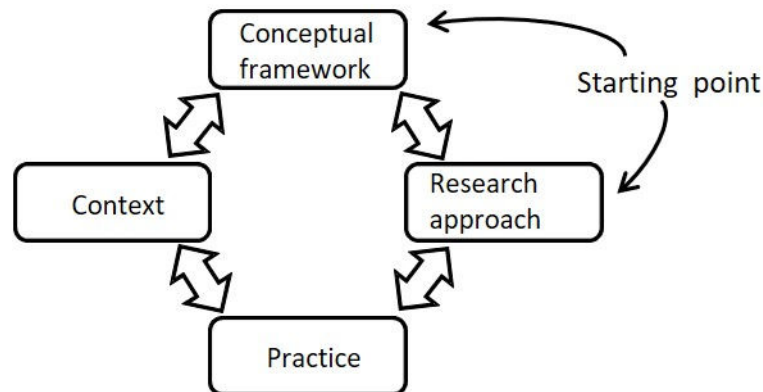 Conceptual
framework
Starting point
Context
Research
approach
Practice